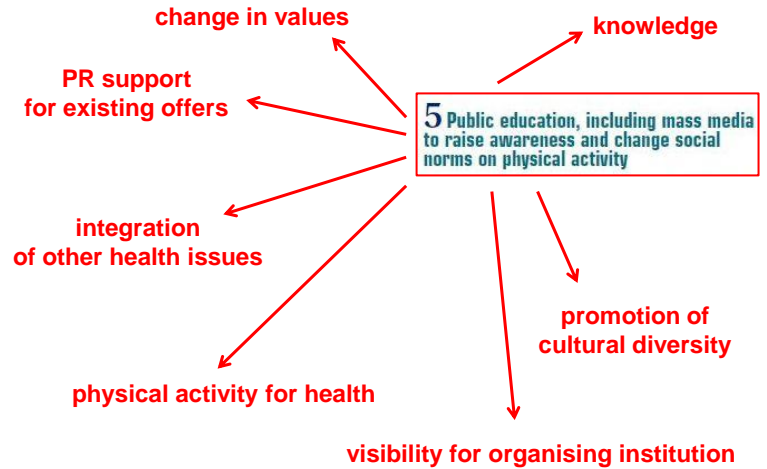 change in values
knowledge
PR support
for existing offers
5 Public education, including mass media
to raise awareness and change social
norms on physical activity
integration
of other health issues
promotion of
cultural diversity
physical activity for health
visibility for organising institution